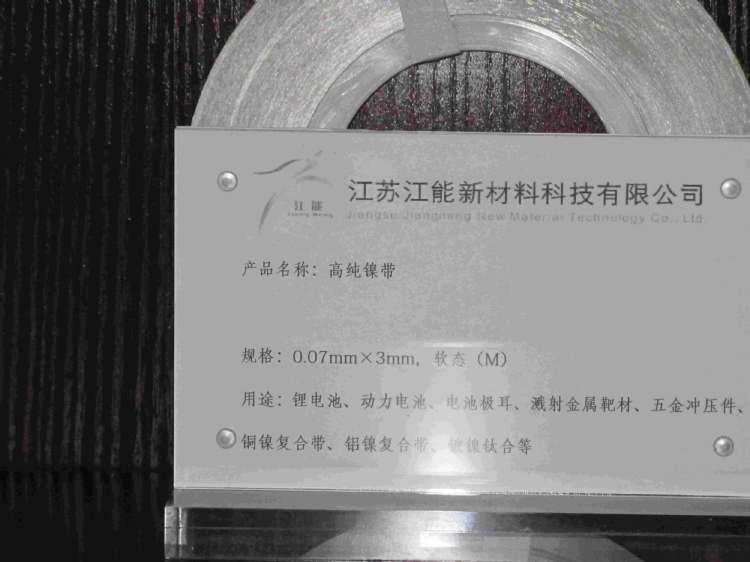 江苏江能新材料科技有限公司
Jiangsu Jiangneng New Material Technology Co., Ltd.
江能
产品名称：高纯镍带
规格：0.07mm×3mm，软态（M）
用途：锂电池、动力电池、电池极耳、溅射金属靶材、五金冲压件、
铜镍复合带、铝镍复合带、镀镍钛合等